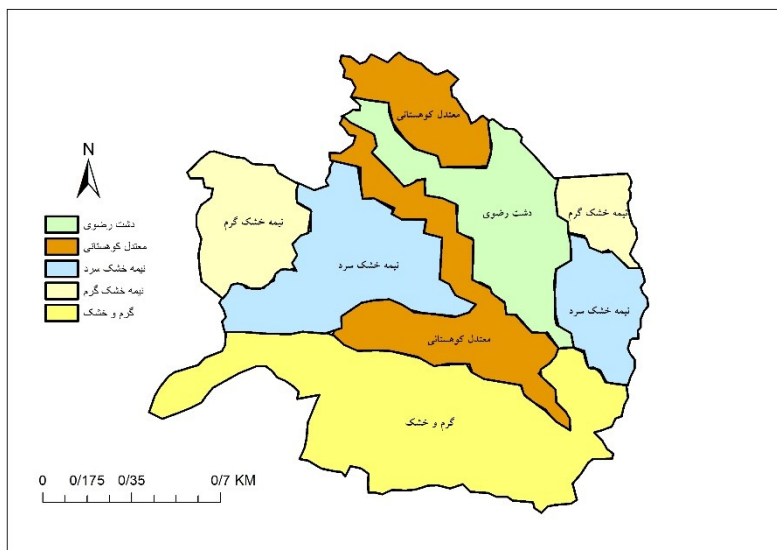 معتدل کوهستانی
N
نیمه خشک گرم
دشت رضوی
نیمه خشک گرم
نیمه خشک سرد
نیمه خشک سرد
معتدل کوهستانی
گرم و خشک
دشت رضوی
معتدل کوهستانی
نیمه خشک سرد
نیمه خشک گرم
گرم و خشک
0 0/175 0/35 0/7 KM